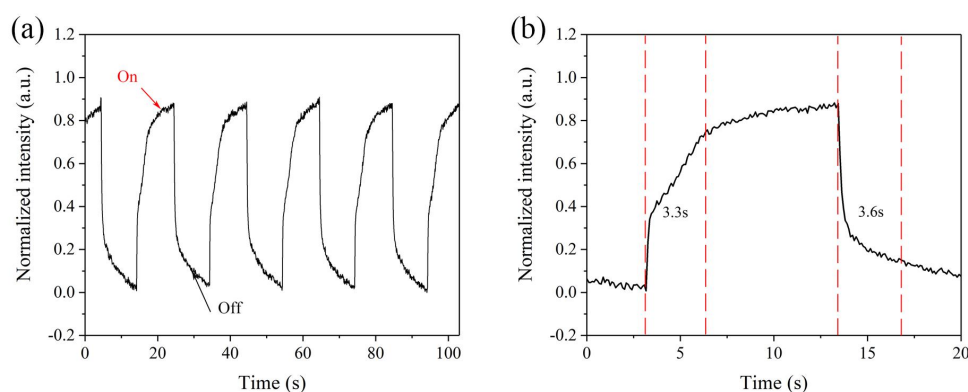 (a)
Normalized intensity (a.u.)
1.2
1.0
0.8
0.6
0.4
0.2
0.0
-0.2
On
Off
0 20 40 60 80 100
Time (s)
(b)
Normalized intensity (a.u.)
1.2
1.0
0.8
0.6
0.4
0.2
0.0
-0.2
3.3s
3.6s
0 5 10 15 20
Time (s)